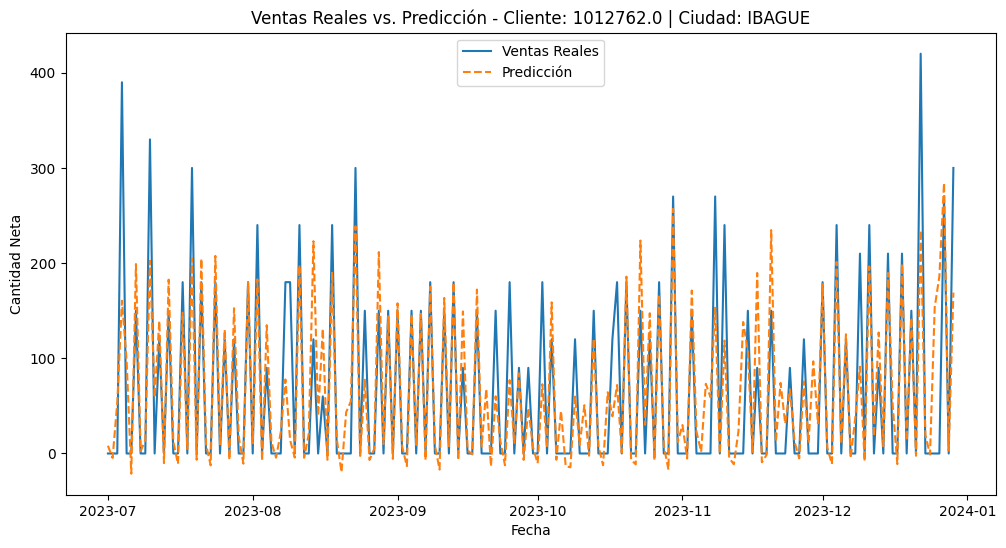 Ventas Reales vs. Predicción - Cliente: 1012762.0 | Ciudad: IBAGUE
Ventas Reales
Predicción
Cantidad Neta
400
300
200
100
0
2023-07
2023-08
2023-09
2023-10
2023-11
2023-12
2024-01
Fecha